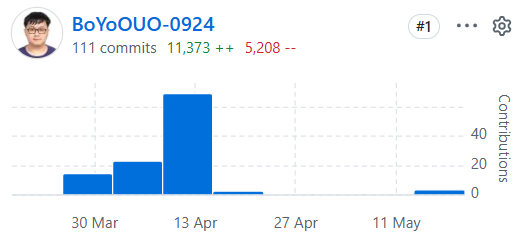 BoYoOUO-0924
#1
111 commits 11,373 ++ 5,208 --
Contributions
40
20
0
30 Mar 13 Apr 27 Apr 11 May